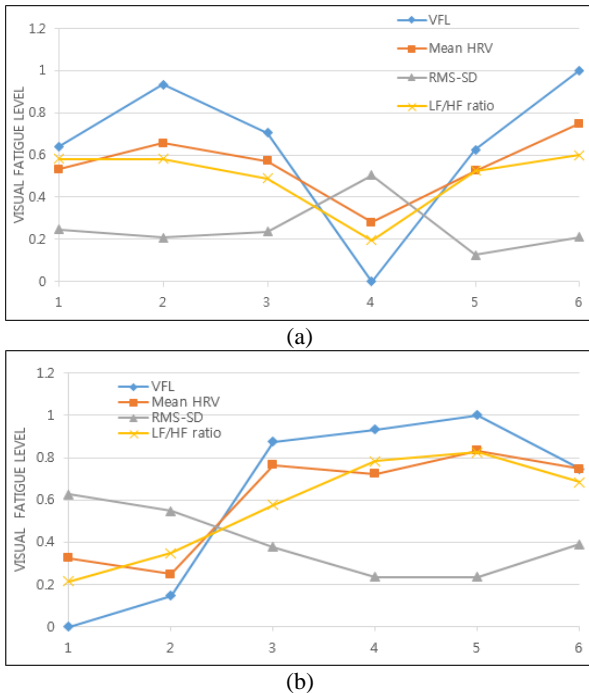 1.2
VFL
1
Mean HRV
RMS-SD
0.8
LF/HF ratio
0.6
0.4
0.2
0
VISUAL FATIGUE LEVEL
1 2 3 4 5 6
(a)
1.2
VFL
Mean HRV
1
RMS-SD
LF/HF ratio
0.8
0.6
0.4
0.2
0
VISUAL FATIGUE LEVEL
1 2 3 4 5 6
(b)